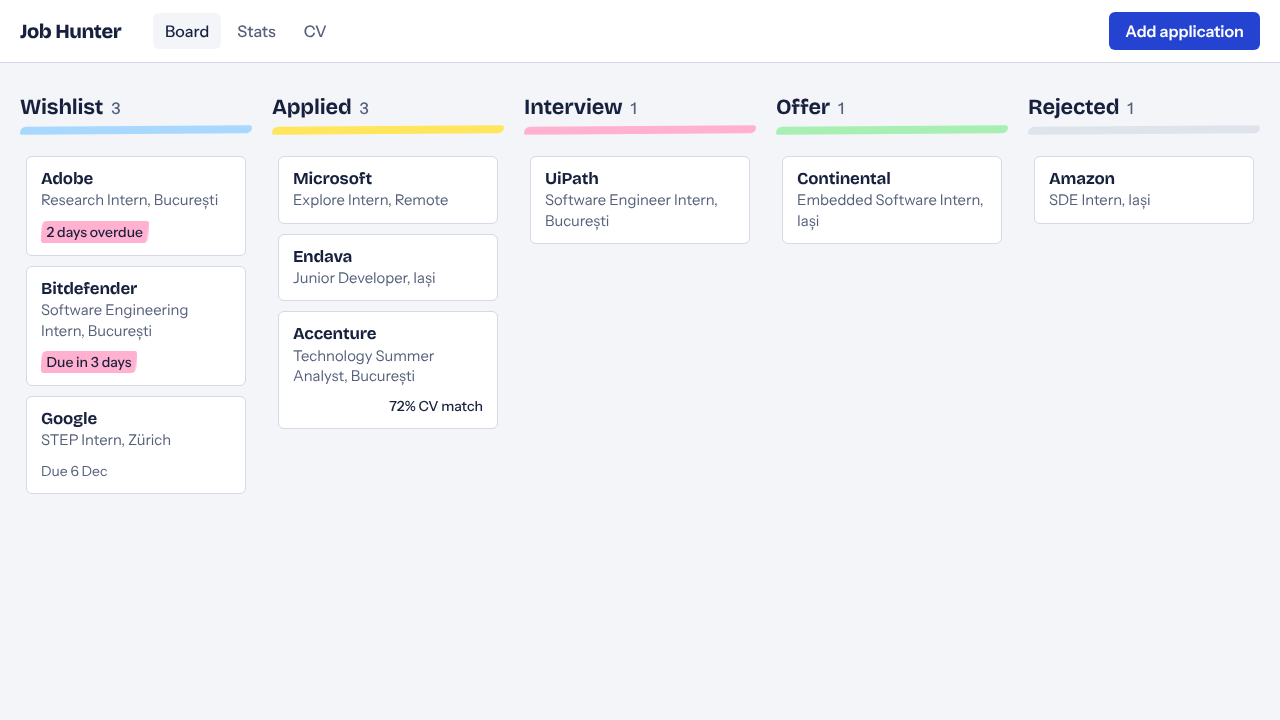 Job Hunter
Board
Stats
CV
Add application
Wishlist 3
Adobe
Research Intern, București
2 days overdue
Bitdefender
Software Engineering
Intern, București
Due in 3 days
Google
STEP Intern, Zürich
Due 6 Dec
Applied 3
Microsoft
Explore Intern, Remote
Endava
Junior Developer, Iași
Accenture
Technology Summer
Analyst, București
72% CV match
Interview 1
UiPath
Software Engineer Intern,
București
Offer 1
Continental
Embedded Software Intern,
Iași
Rejected 1
Amazon
SDE Intern, Iași